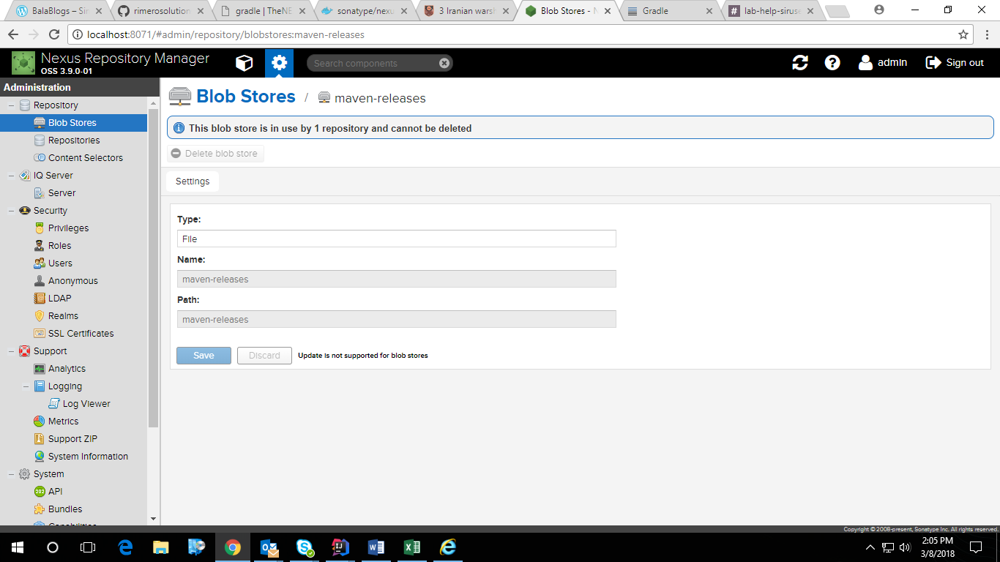 BalaBlogs – Sir
rimerosolution
gradle | TheNE
sonatype/nexu
3 Iranian warsh
Blob Stores - N
Gradle
lab-help-siruse
localhost:8071/#admin/repository/blobstores:maven-releases
Nexus Repository Manager
OSS 3.9.0-01
Search components
admin
Sign out
Administration
Repository
Blob Stores
Repositories
Content Selectors
IQ Server
Server
Security
Privileges
Roles
Users
Anonymous
LDAP
Realms
SSL Certificates
Support
Analytics
Logging
Log Viewer
Metrics
Support ZIP
System Information
System
API
Bundles
Blob Stores / maven-releases
This blob store is in use by 1 repository and cannot be deleted
Delete blob store
Settings
Type:
File
Name:
maven-releases
Path:
maven-releases
Save
Discard
Update is not supported for blob stores
Copyright © 2008-present, Sonatype Inc. All rights reserved.
2:05 PM
3/8/2018